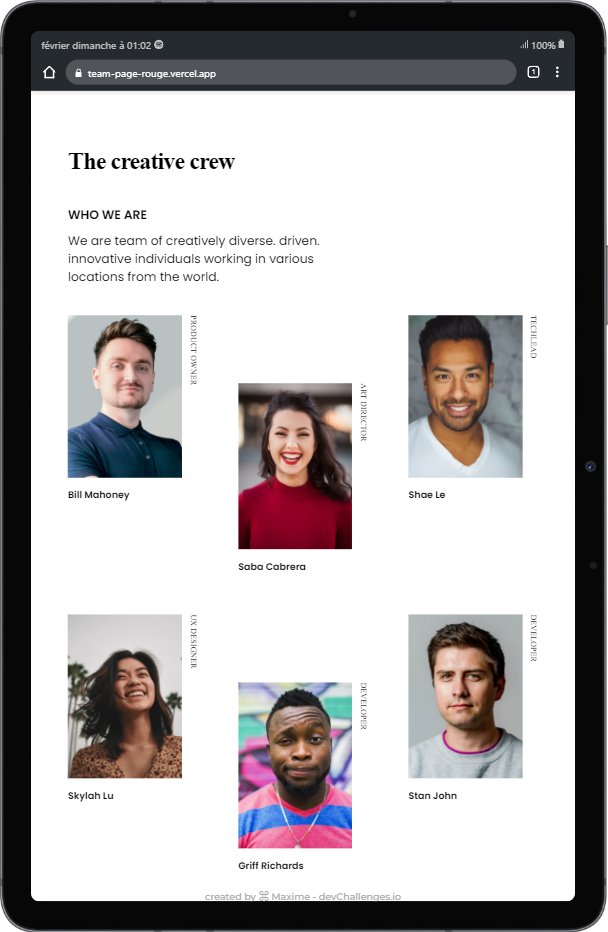 février dimanche à 01:02
100%
team-page-rouge.vercel.app
1
The creative crew
WHO WE ARE
We are team of creatively diverse. driven.
innovative individuals working in various
locations from the world.
PRODUCT OWNER
Bill Mahoney
ART DIRECTOR
Saba Cabrera
TECHLEAD
Shae Le
UX DESIGNER
Skylah Lu
DEVELOPER
Griff Richards
DEVELOPER
Stan John
created by ⌘ Maxime - devChallenges.io